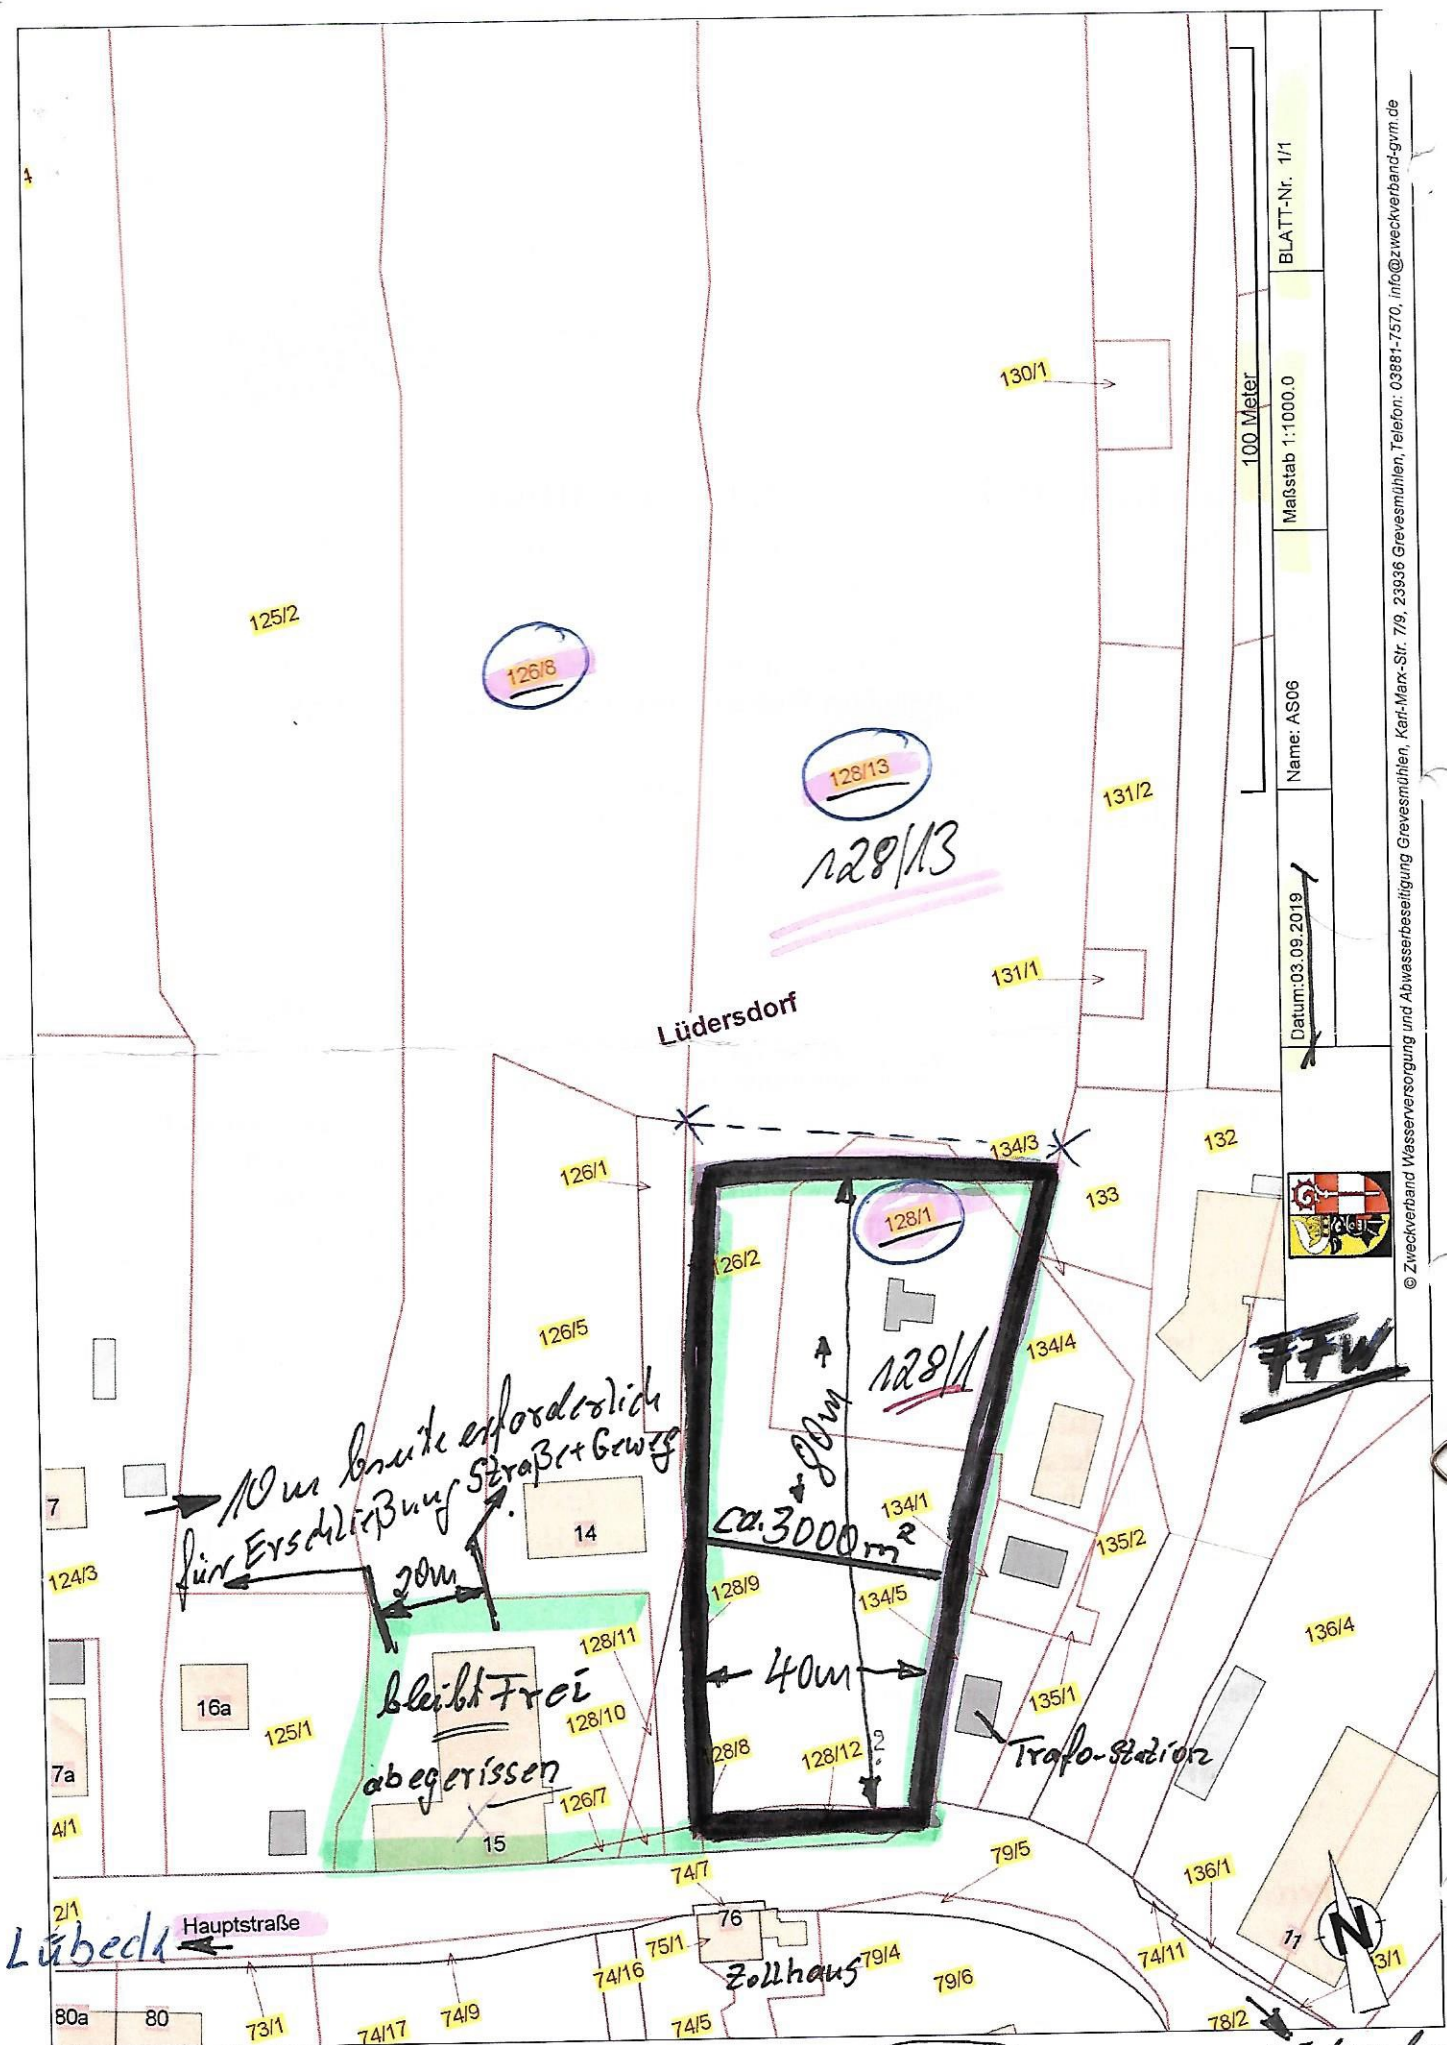 BLATT-Nr. 1/1
Maßstab 1:1000.0
100 Meter
Name: AS06
Datum:03.09.2019
© Zweckverband Wasserversorgung und Abwasserbeseitigung Grevesmühlen, Karl-Marx-Str. 7/9, 23936 Grevesmühlen,Telefon: 03881-7570, info@zweckverband-gvm.de
130/1
125/2
126/8
128/13
128/13
131/2
131/1
Lüdersdorf
134/3
132
126/1
133
128/1
126/2
126/5
134/4
128/1
FFW
80m
10m breite erforderlich
für Erschließung Straße+Geweg
7
14
134/1
ca.3000m²
135/2
124/3
20m
128/9
134/5
136/4
128/11
16a
125/1
bleibt Frei
128/10
40m
135/1
7a
abegerissen
128/8
128/12
?
Trafo-Station
4/1
126/7
15
74/7
79/5
136/1
2/1
Hauptstraße
Lübeck
76
75/1
11
N
74/16
Zollhaus
79/4
79/6
74/11
3/1
80a
80
73/1
74/17
74/9
74/5
78/2